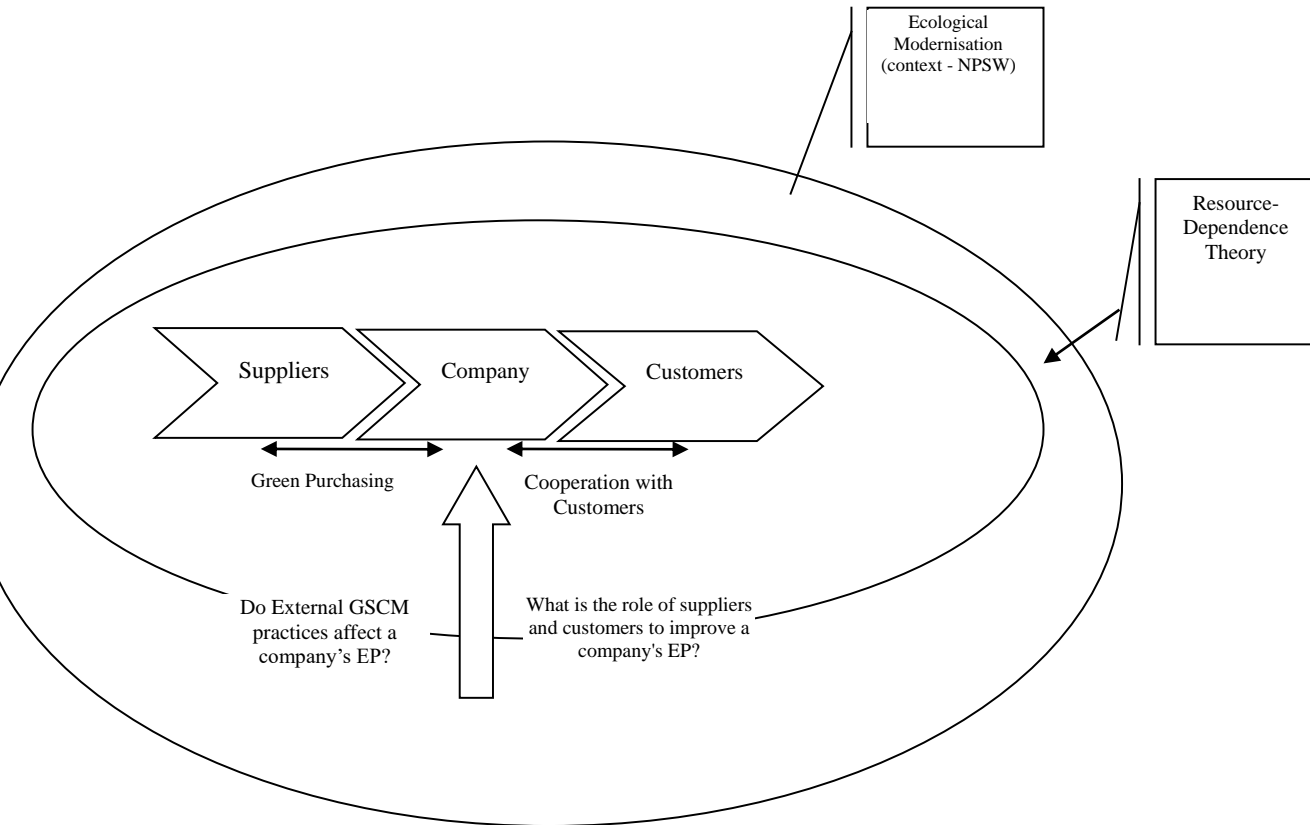 Ecological
Modernisation
(context - NPSW)
Resource-
Dependence
Theory
Suppliers
Company
Customers
Green Purchasing
Cooperation with
Customers
Do External GSCM
practices affect a
company’s EP?
What is the role of suppliers
and customers to improve a
company's EP?